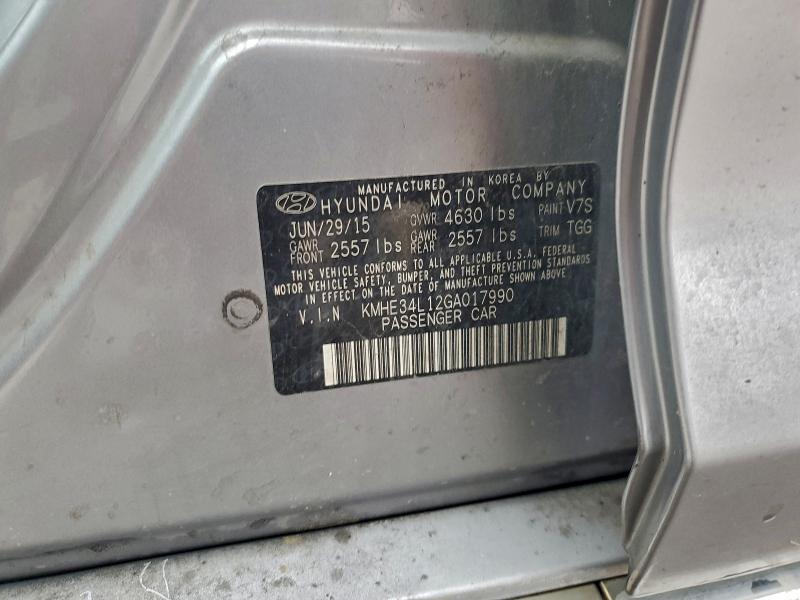 MANUFACTURED IN KOREA BY
HYUNDAI MOTOR COMPANY
JUN/29/15 GVWR 4630 lbs PAINT V7S
GAWR FRONT 2557 lbs GAWR REAR 2557 lbs TRIM TGG
THIS VEHICLE CONFORMS TO ALL APPLICABLE U.S.A. FEDERAL
MOTOR VEHICLE SAFETY, BUMPER, AND THEFT PREVENTION STANDARDS
IN EFFECT ON THE DATE OF MANUFACTURE SHOWN ABOVE.
V.I.N KMHE34L12GA017990
PASSENGER CAR